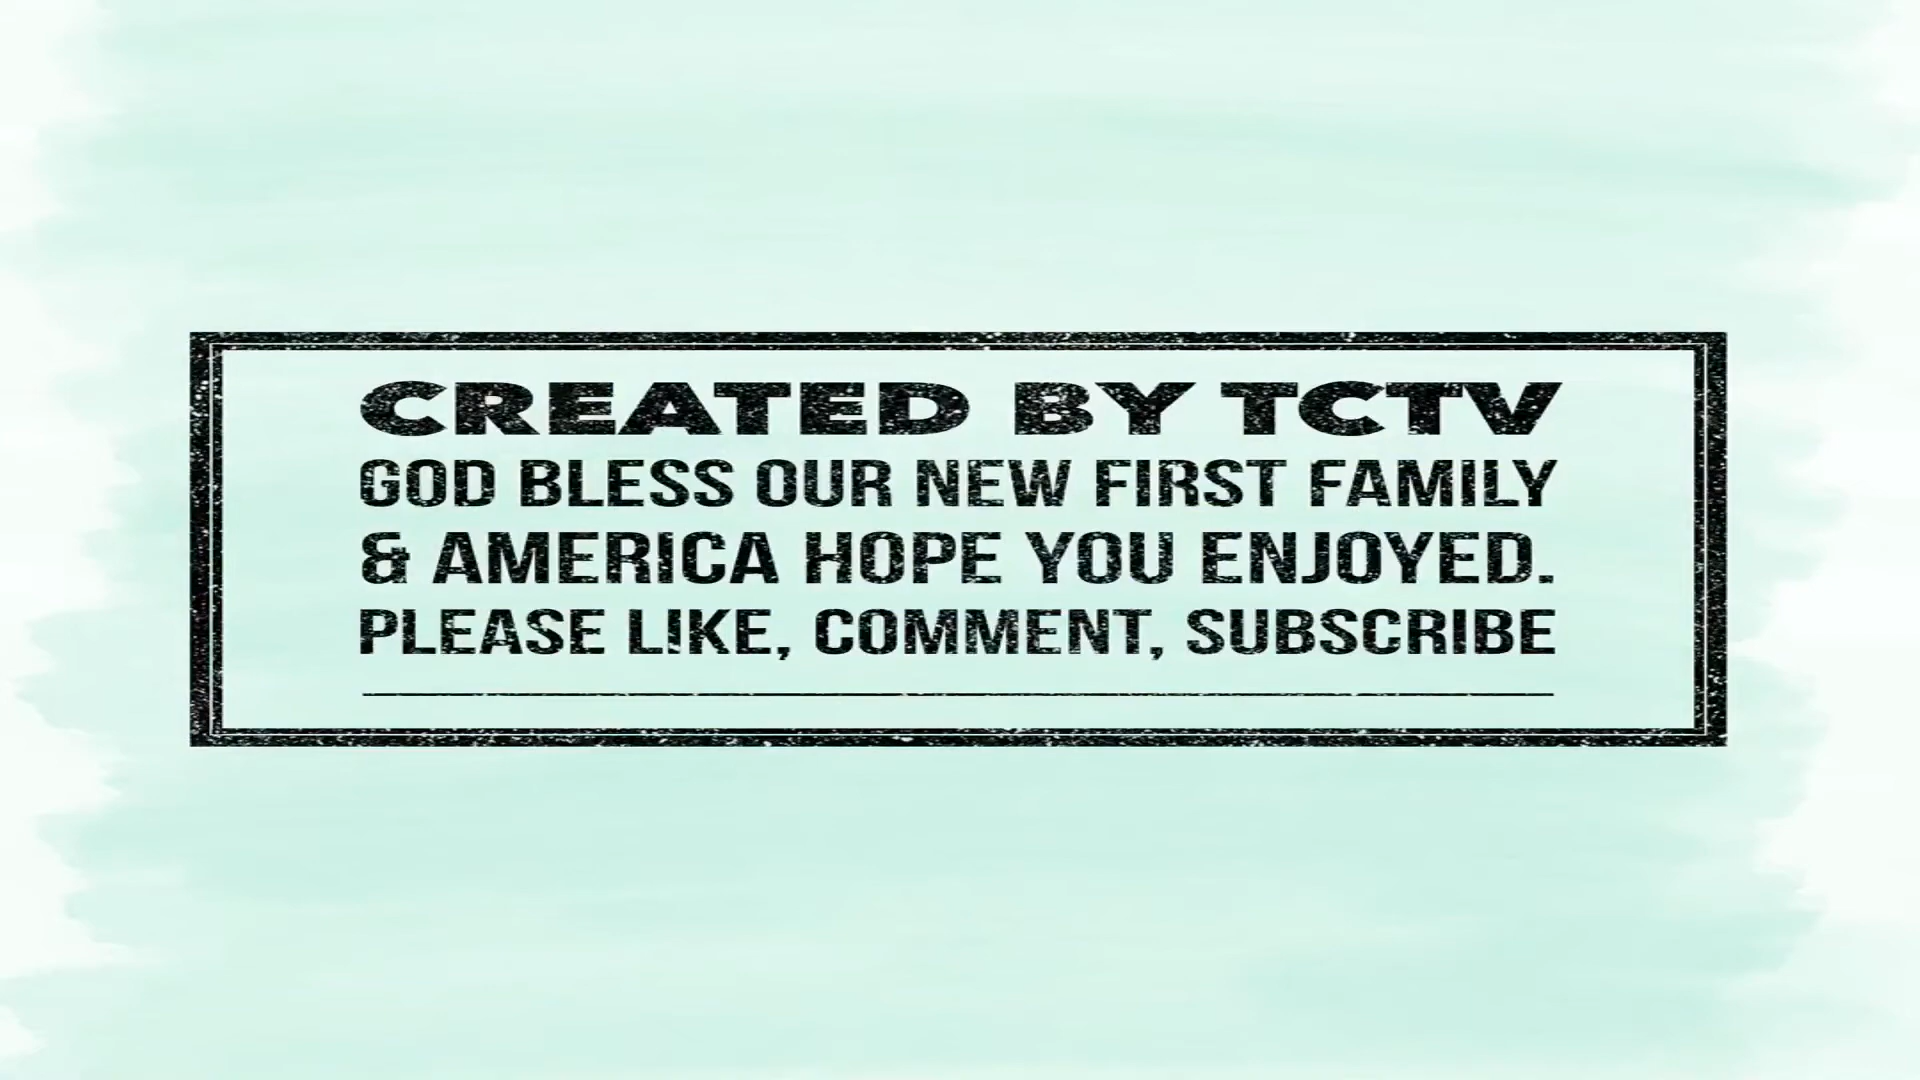 CREATED BY TCTV
GOD BLESS OUR NEW FIRST FAMILY
& AMERICA HOPE YOU ENJOYED.
PLEASE LIKE, COMMENT, SUBSCRIBE